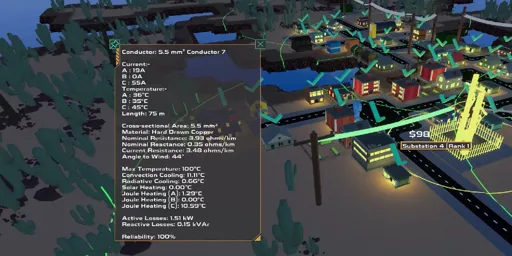 Conductor: 5.5 mm² Conductor 7
Current:-
A : 19A
B : 0A
C : 55A
Temperature:-
A : 36°C
B : 35°C
C : 45°C
Length: 75 m
Cross-sectional Area: 5.5 mm²
Material: Hard Drawn Copper
Nominal Resistance: 3.93 ohms/km
Nominal Reactance: 0.35 ohms/km
Current Resistance: 3.48 ohms/km
Angle to Wind: 44°
Max Temperature: 100°C
Convection Cooling: 11.11°C
Radiative Cooling: 0.66°C
Solar Heating: 0.00°C
Joule Heating (A): 1.29°C
Joule Heating (B): 0.00°C
Joule Heating (C): 10.59°C
Active Losses: 1.51 kW
Reactive Losses: 0.15 kVAr
Reliability: 100%
$98
Substation 4 (Rank 1)